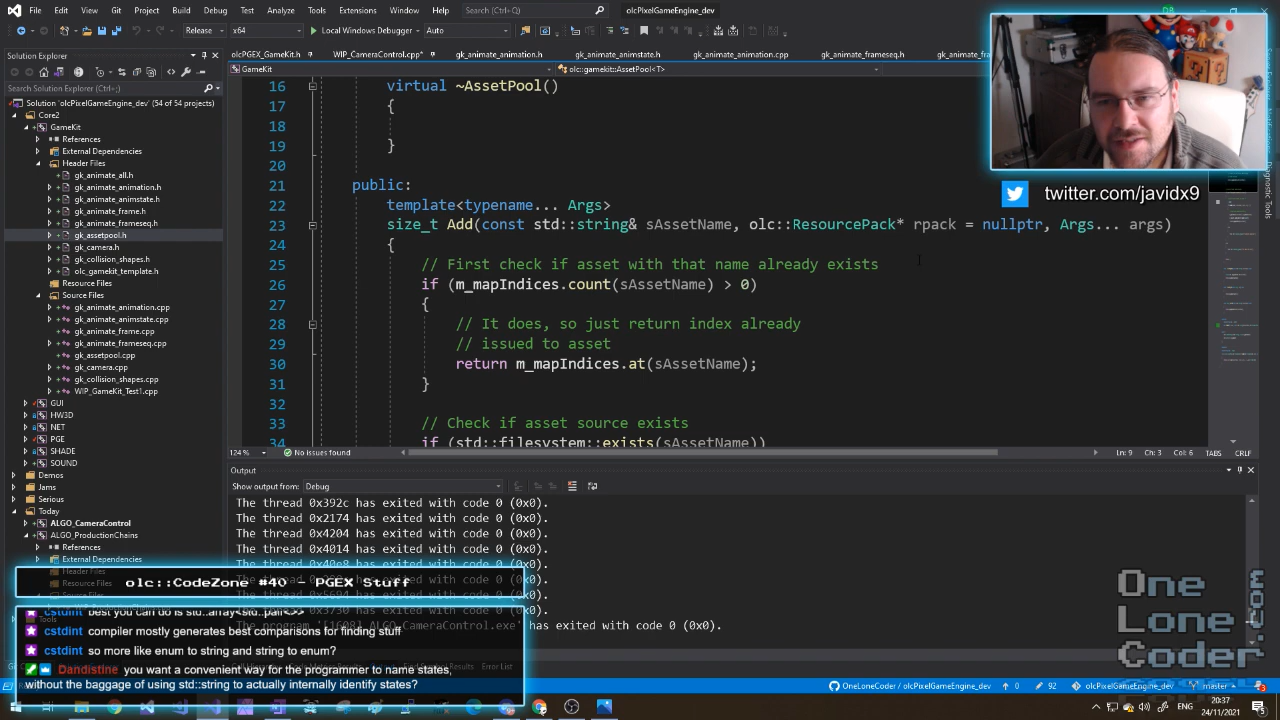 File Edit View Git Project Build Debug Test Analyze Tools Extensions Window Help Search (Ctrl+Q) olcPixelGameEngine_dev
Release x64 Local Windows Debugger Auto
Solution Explorer
Search Solution Explorer (Ctrl+;)
Solution 'olcPixelGameEngine_dev' (54 of 54 projects)
Core2
GameKit
References
External Dependencies
Header Files
gk_animate_all.h
gk_animate_animation.h
gk_animate_animstate.h
gk_animate_frame.h
gk_animate_frameseq.h
gk_assetpool.h
gk_camera.h
gk_collision_shapes.h
olc_gamekit_template.h
Resource Files
Source Files
gk_animate_animation.cpp
gk_animate_animstate.cpp
gk_animate_frame.cpp
gk_animate_frameseq.cpp
gk_assetpool.cpp
gk_camera.cpp
gk_collision_shapes.cpp
WIP_GameKit_Test1.cpp
GUI
HW3D
NET
PGE
SHADE
SOUND
Demos
Jams
Serious
Today
ALGO_CameraControl
ALGO_ProductionChains
References
External Dependencies
Header Files
Resource Files
Tools
olcPGEX_GameKit.h WIP_CameraControl.cpp* gk_animate_animation.h gk_animate_animstate.h gk_animate_animation.cpp gk_animate_frameseq.h
GameKit olc::gamekit::AssetPool<T>
16 virtual ~AssetPool()
17 {
18
19 }
20
21 public:
22 template<typename... Args>
23 size_t Add(const std::string& sAssetName, olc::ResourcePack* rpack = nullptr, Args... args)
24 {
25 // First check if asset with that name already exists
26 if (m_mapIndices.count(sAssetName) > 0)
27 {
28 // It does, so just return index already
29 // issued to asset
30 return m_mapIndices.at(sAssetName);
31 }
32
33 // Check if asset source exists
34 if (std::filesystem::exists(sAssetName))
124 % No issues found Ln: 9 Ch: 3 Col: 6 TABS CRLF
Output
Show output from: Debug
The thread 0x392c has exited with code 0 (0x0).
The thread 0x2174 has exited with code 0 (0x0).
The thread 0x4204 has exited with code 0 (0x0).
The thread 0x4014 has exited with code 0 (0x0).
The thread 0x40e8 has exited with code 0 (0x0).
has exited with code 0 (0x0).
0x5694 has exited with code 0 (0x0).
0x3730 has exited with code 0 (0x0).
The program '[1608] ALGO_CameraControl.exe' has exited with code 0 (0x0).
Error List
twitter.com/javidx9
Diagnostic Tools
olc::CodeZone #40 - PGEX Stuff
cstdint best you can do is std::array<std::pair<>>
cstdint compiler mostly generates best comparisons for finding stuff
cstdint so more like enum to string and string to enum?
Dandistine you want a convenient way for the programmer to name states,
without the baggage of using std::string to actually internally identify states?
One
Lone
Coder
.com
OneLoneCoder / olcPixelGameEngine_dev 0 92 olcPixelGameEngine_dev master
ENG 20:37
24/11/2021